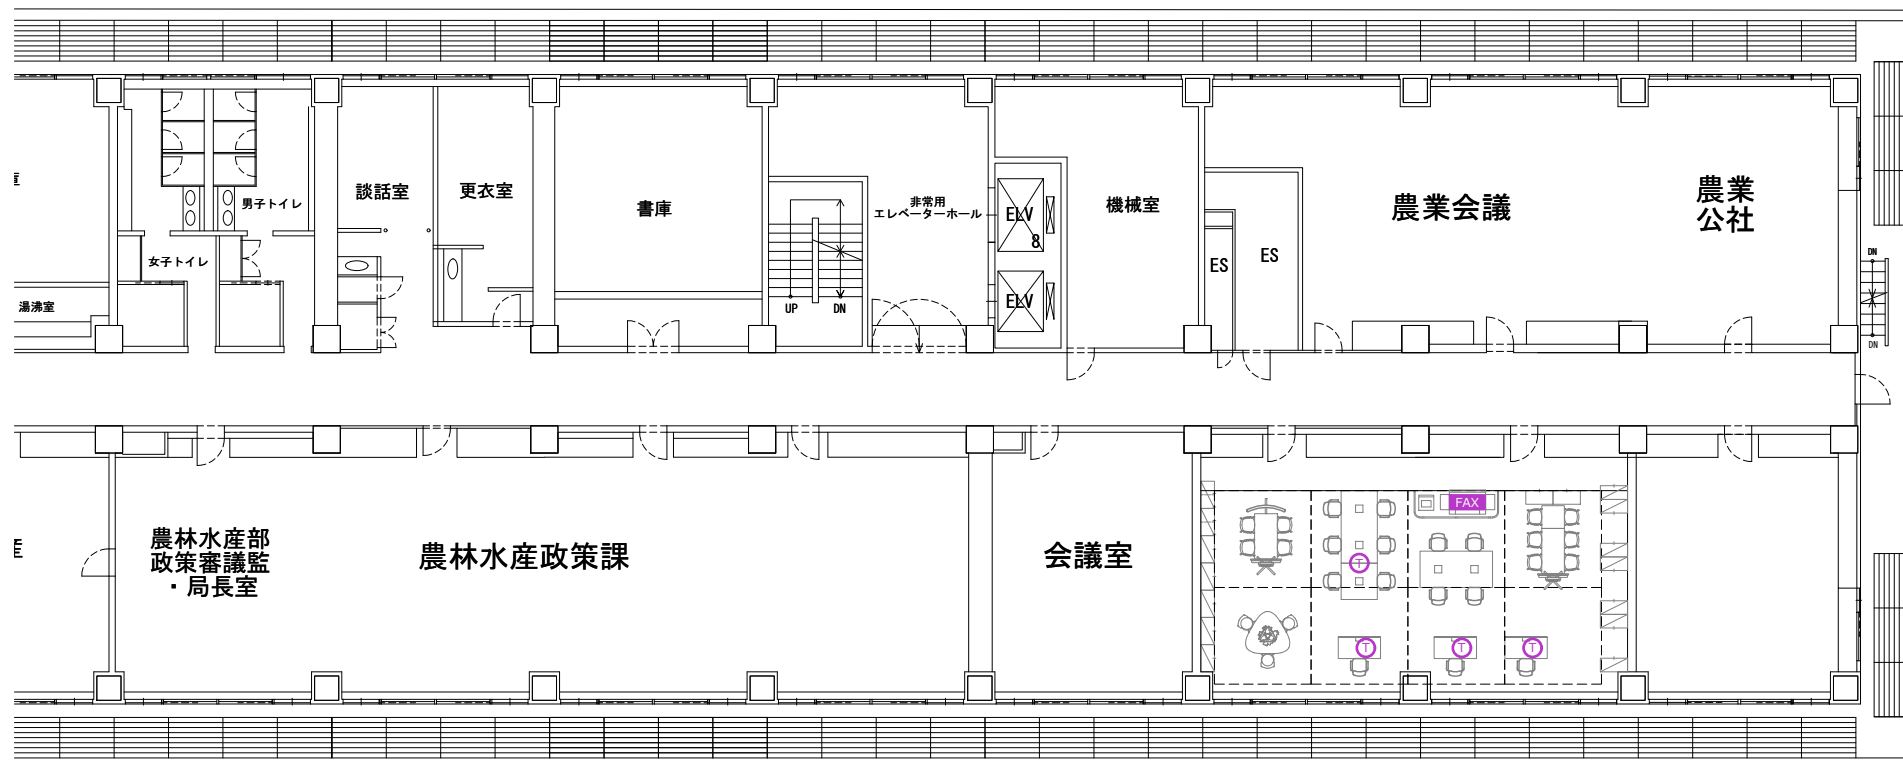 談話室
更衣室
書庫
非常用
エレベーターホール
ELV
8
ELV
機械室
ES
ES
農業会議
農業
公社
男子トイレ
女子トイレ
湯沸室
UP
DN
DN
DN
農林水産部
政策審議監
・局長室
農林水産政策課
会議室
FAX
T
T
T
T